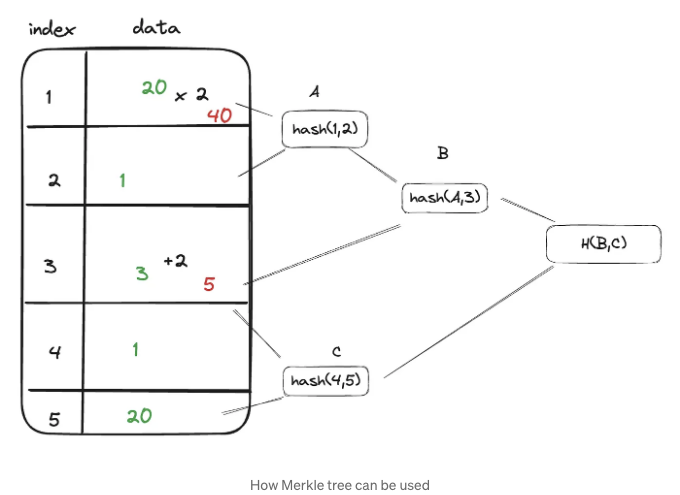 index data
1 20 x 2 40
A
hash(1,2)
2 1
B
hash(A,3)
3 3 +2 5
H(B,C)
4 1
C
hash(4,5)
5 20
How Merkle tree can be used